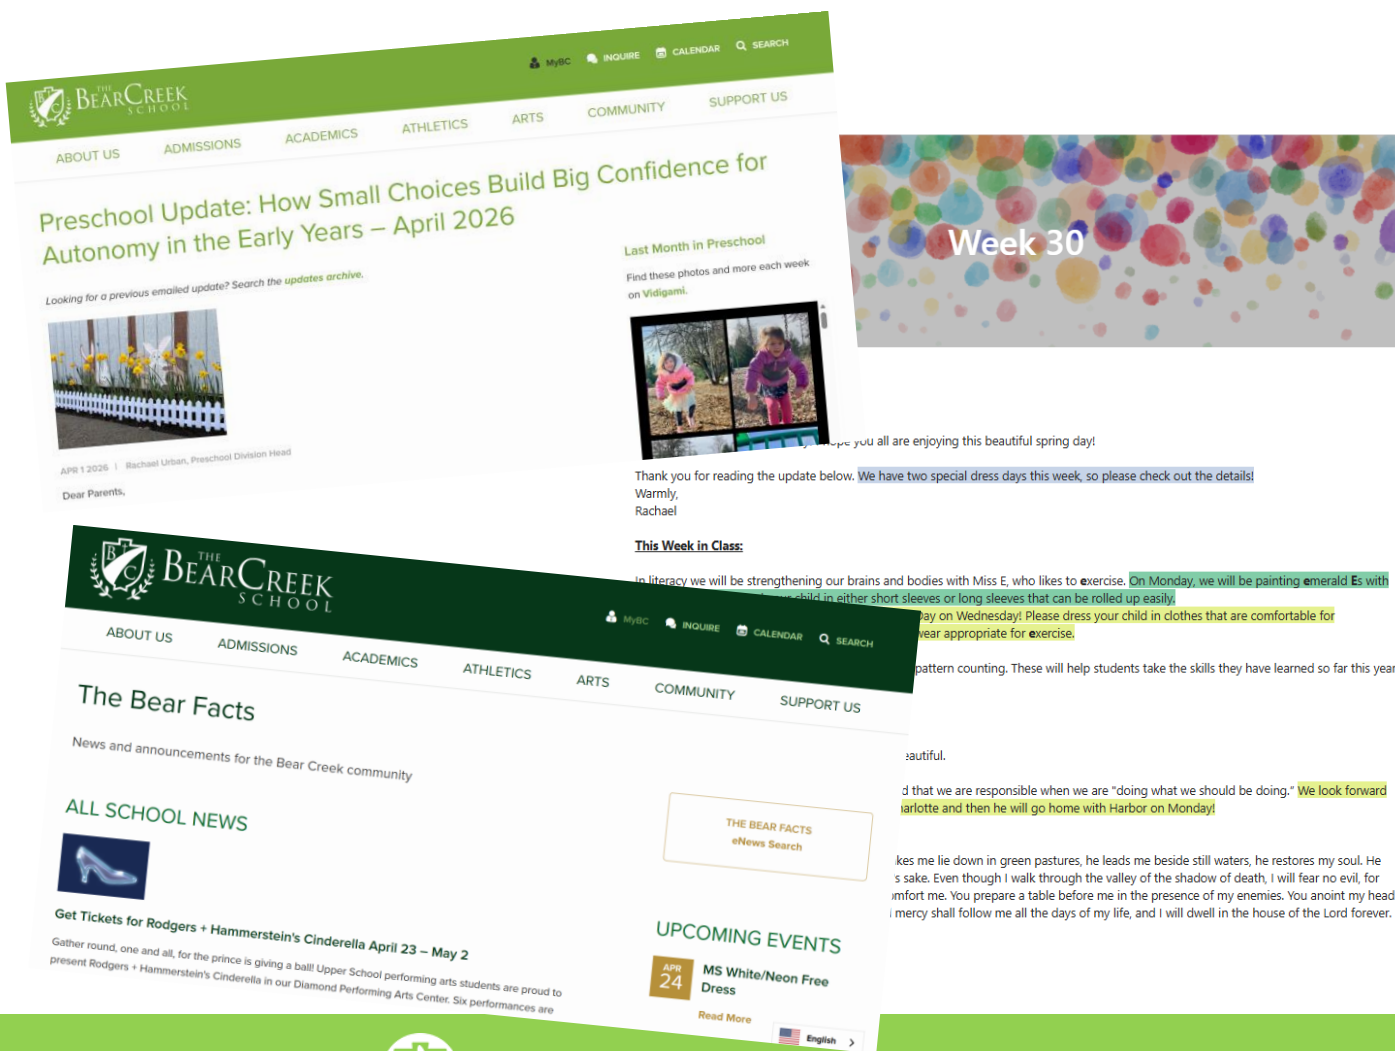 THE
BEARCREEK
SCHOOL
MyBC
INQUIRE
CALENDAR
SEARCH
ABOUT US
ADMISSIONS
ACADEMICS
ATHLETICS
ARTS
COMMUNITY
SUPPORT US
Preschool Update: How Small Choices Build Big Confidence for
Autonomy in the Early Years – April 2026
Looking for a previous emailed update? Search the updates archive.
APR 1 2026 | Rachael Urban, Preschool Division Head
Dear Parents,
Last Month in Preschool
Find these photos and more each week
on Vidigami.
Week 30
you all are enjoying this beautiful spring day!
Thank you for reading the update below. We have two special dress days this week, so please check out the details!
Warmly,
Rachael
This Week in Class:
In literacy we will be strengthening our brains and bodies with Miss E, who likes to exercise. On Monday, we will be painting emerald Es with
child in either short sleeves or long sleeves that can be rolled up easily.
Day on Wednesday! Please dress your child in clothes that are comfortable for
wear appropriate for exercise.
pattern counting. These will help students take the skills they have learned so far this year
eautiful.
d that we are responsible when we are "doing what we should be doing." We look forward
harlotte and then he will go home with Harbor on Monday!
akes me lie down in green pastures, he leads me beside still waters, he restores my soul. He
s sake. Even though I walk through the valley of the shadow of death, I will fear no evil, for
omfort me. You prepare a table before me in the presence of my enemies. You anoint my head
mercy shall follow me all the days of my life, and I will dwell in the house of the Lord forever.
B C
THE
BEARCREEK
SCHOOL
MyBC
INQUIRE
CALENDAR
SEARCH
ABOUT US
ADMISSIONS
ACADEMICS
ATHLETICS
ARTS
COMMUNITY
SUPPORT US
The Bear Facts
News and announcements for the Bear Creek community
ALL SCHOOL NEWS
Get Tickets for Rodgers + Hammerstein's Cinderella April 23 – May 2
Gather round, one and all, for the prince is giving a ball! Upper School performing arts students are proud to
present Rodgers + Hammerstein's Cinderella in our Diamond Performing Arts Center. Six performances are
THE BEAR FACTS
eNews Search
UPCOMING EVENTS
APR
24
MS White/Neon Free
Dress
Read More
English